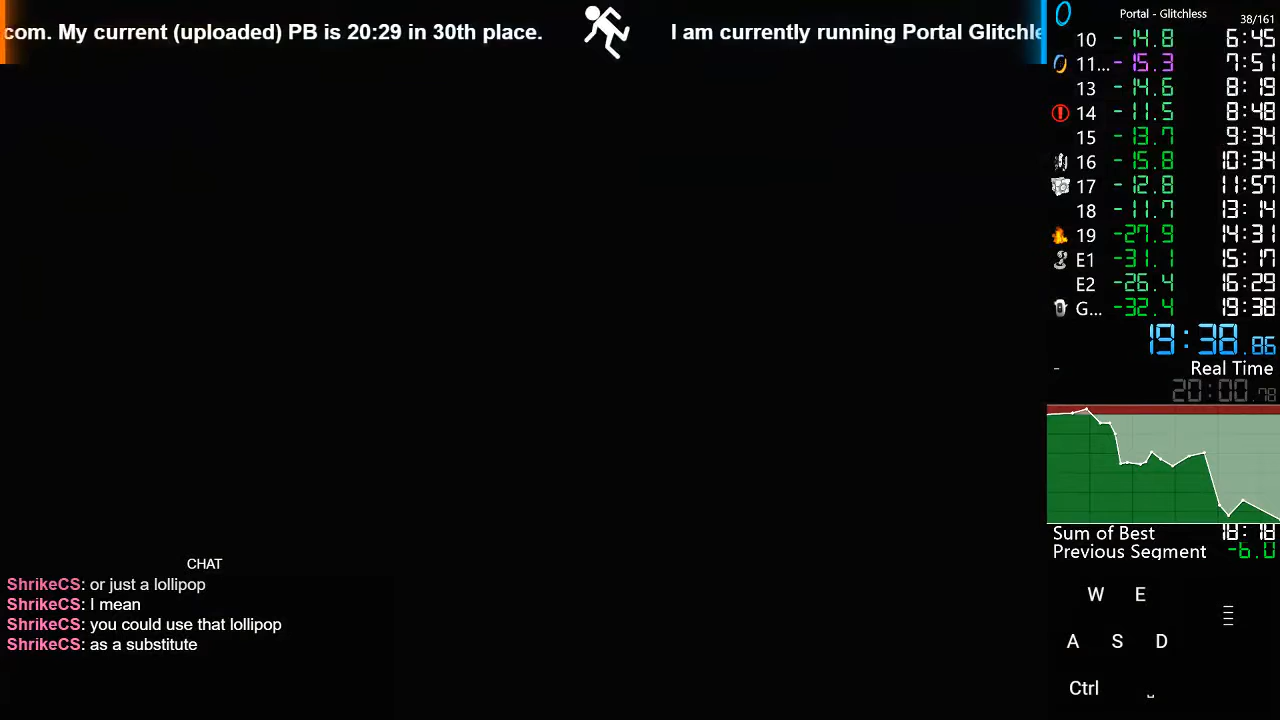 com. My current (uploaded) PB is 20:29 in 30th place.
I am currently running Portal Glitchle
Portal - Glitchless
38/161
10 -14.8 6:45
11... -15.3 7:51
13 -14.6 8:19
14 -11.5 8:48
15 -13.7 9:34
16 -15.8 10:34
17 -12.8 11:57
18 -11.7 13:14
19 -27.9 14:31
E1 -31.1 15:17
E2 -26.4 16:29
G... -32.4 19:38
19:38.86
- Real Time
20:00.78
Sum of Best 18:18
Previous Segment -6.0
CHAT
ShrikeCS: or just a lollipop
ShrikeCS: I mean
ShrikeCS: you could use that lollipop
ShrikeCS: as a substitute
W E
A S D
Ctrl